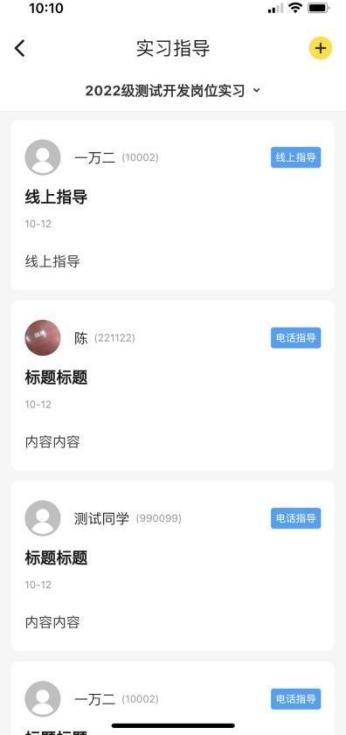 10:10
实习指导
2022级测试开发岗位实习
一万二 (10002) 线上指导
线上指导
10-12
线上指导
陈 (221122) 电话指导
标题标题
10-12
内容内容
测试同学 (990099) 电话指导
标题标题
10-12
内容内容
一万二 (10002) 电话指导
标题标题